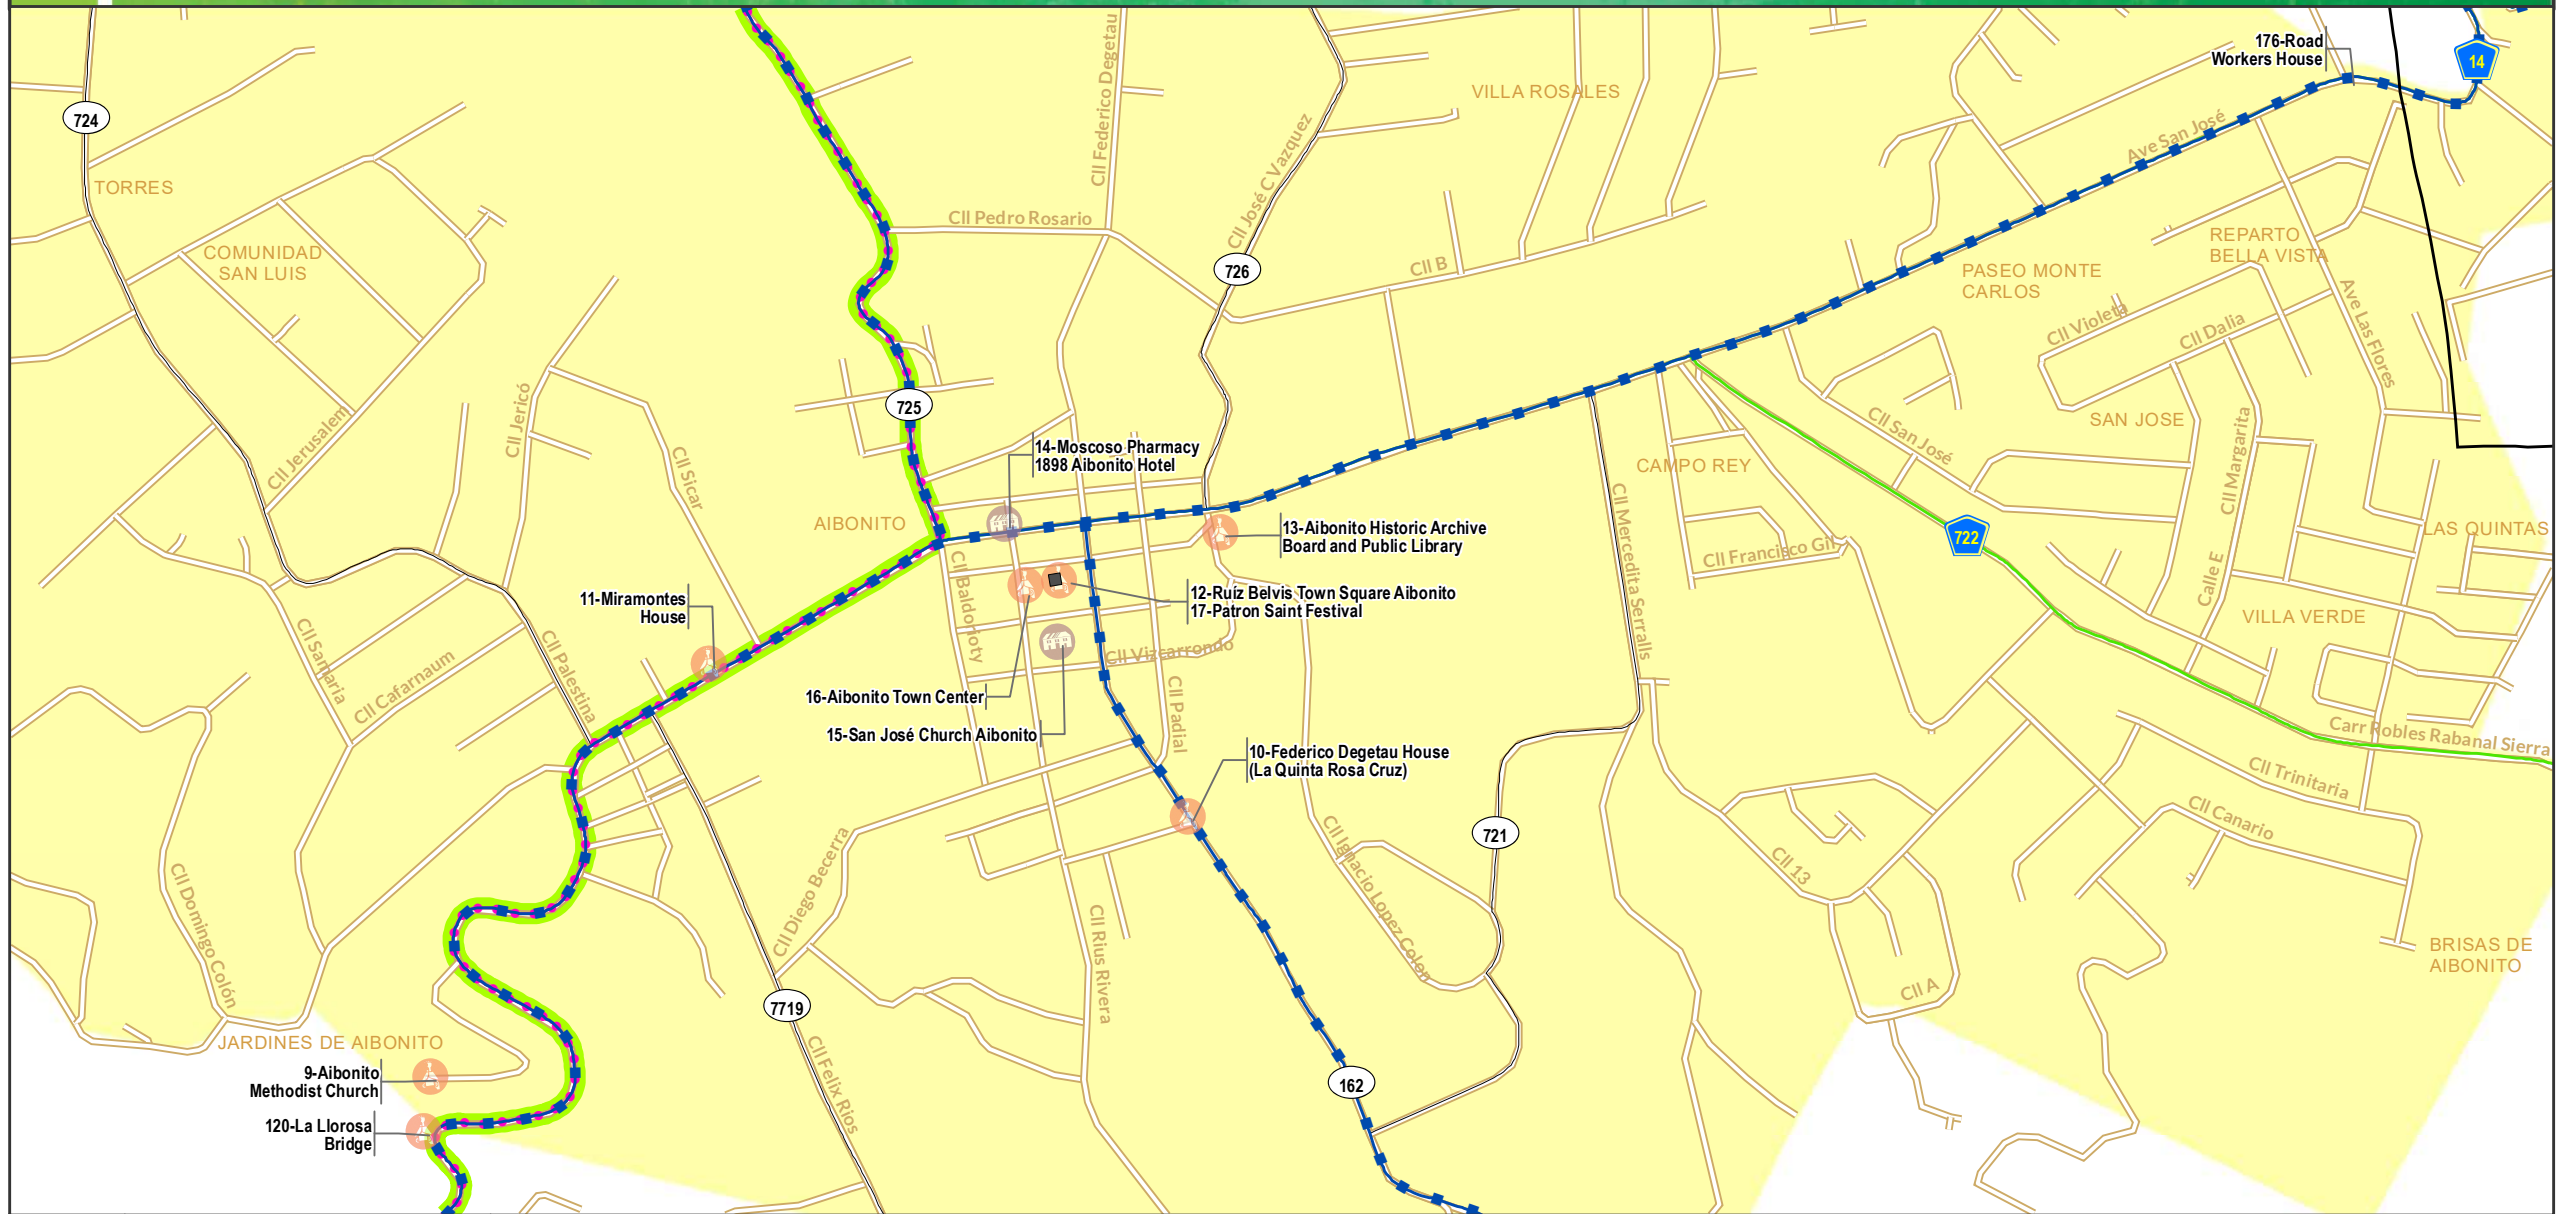 176-Road
Workers House
14
Cll Federico Degetau
VILLA ROSALES
724
Ave San José
Cll José C Vazquez
TORRES
Cll Pedro Rosario
COMUNIDAD
SAN LUIS
726
Cll B
REPARTO
BELLA VISTA
PASEO MONTE
CARLOS
Ave Las Flores
Cll Violeta
Cll Dalia
725
Cll Jericó
Cll Jerusalem
Cll Sicar
14-Moscoso Pharmacy
1898 Aibonito Hotel
CAMPO REY
Cll San José
SAN JOSE
Cll Margarita
AIBONITO
13-Aibonito Historic Archive
Board and Public Library
Cll Meredita Serralls
722
LAS QUINTAS
Cll Francisco Gil
Calle E
Cll Baldorioty
11-Miramontes
House
12-Ruíz Belvis Town Square Aibonito
17-Patron Saint Festival
VILLA VERDE
Cll Samaria
Cll Cafarnaum
Cll Palestina
Cll Vizcarrondo
Cll Padial
16-Aibonito Town Center
15-San José Church Aibonito
10-Federico Degetau House
(La Quinta Rosa Cruz)
Carr Robles Rabanal Sierra
Cll Trinitaria
Cll Canario
721
Cll Ignacio Lopez Colon
Cll 13
Cll Diego Becerra
Cll Domingo Colón
Cll Rius Rivera
BRISAS DE
AIBONITO
Cll A
7719
JARDINES DE AIBONITO
Cll Felix Rios
9-Aibonito
Methodist Church
162
120-La Llorosa
Bridge